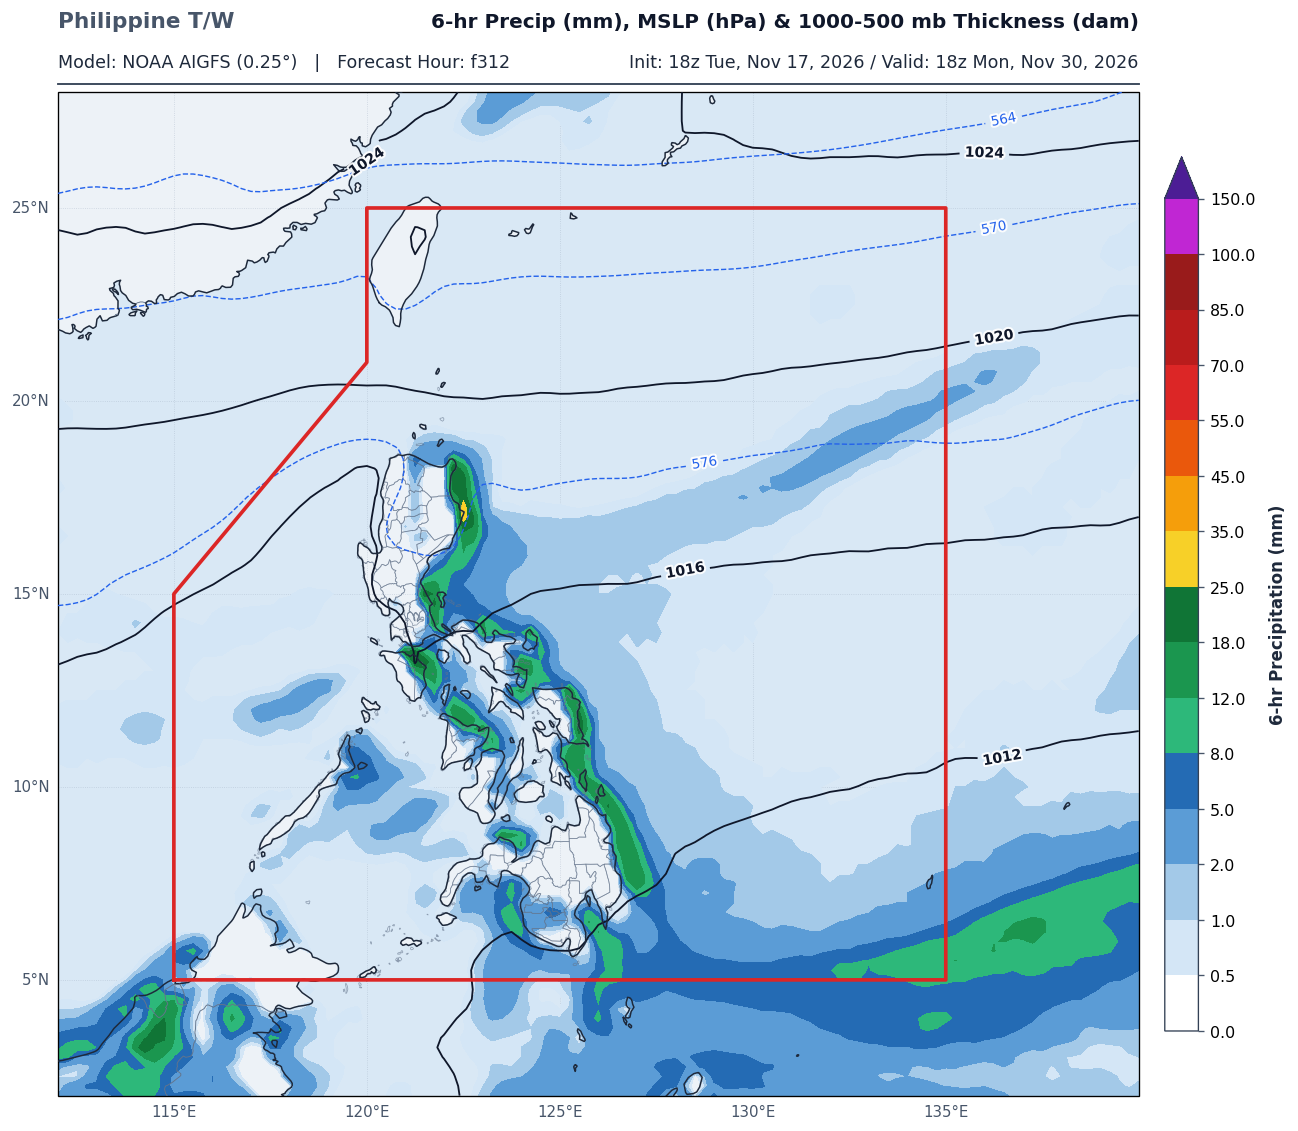 Philippine T/W
6-hr Precip (mm), MSLP (hPa) & 1000-500 mb Thickness (dam)
Model: NOAA AIGFS (0.25°)   |   Forecast Hour: f312
Init: 18z Tue, Nov 17, 2026 / Valid: 18z Mon, Nov 30, 2026
564
1024
1024
570
1020
576
1016
1012
25°N
20°N
15°N
10°N
5°N
115°E
120°E
125°E
130°E
135°E
150.0
100.0
85.0
70.0
55.0
45.0
35.0
25.0
18.0
12.0
8.0
5.0
2.0
1.0
0.5
0.0
6-hr Precipitation (mm)